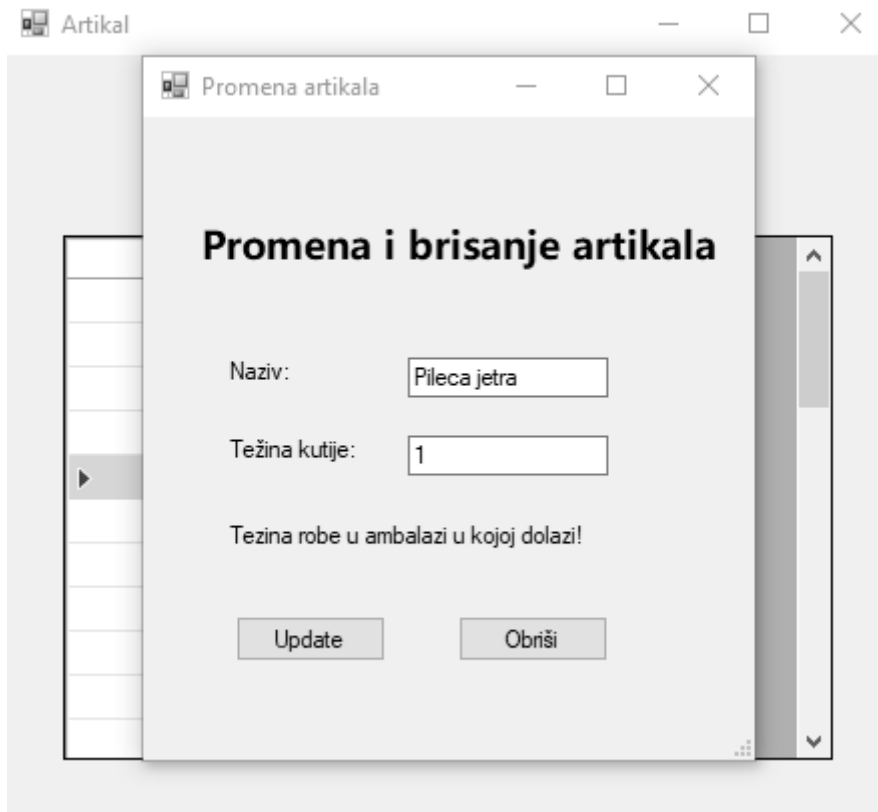 Artikal
Promena artikala
Promena i brisanje artikala
Naziv: Pileca jetra
Težina kutije: 1
Tezina robe u ambalazi u kojoj dolazi!
Update Obriši